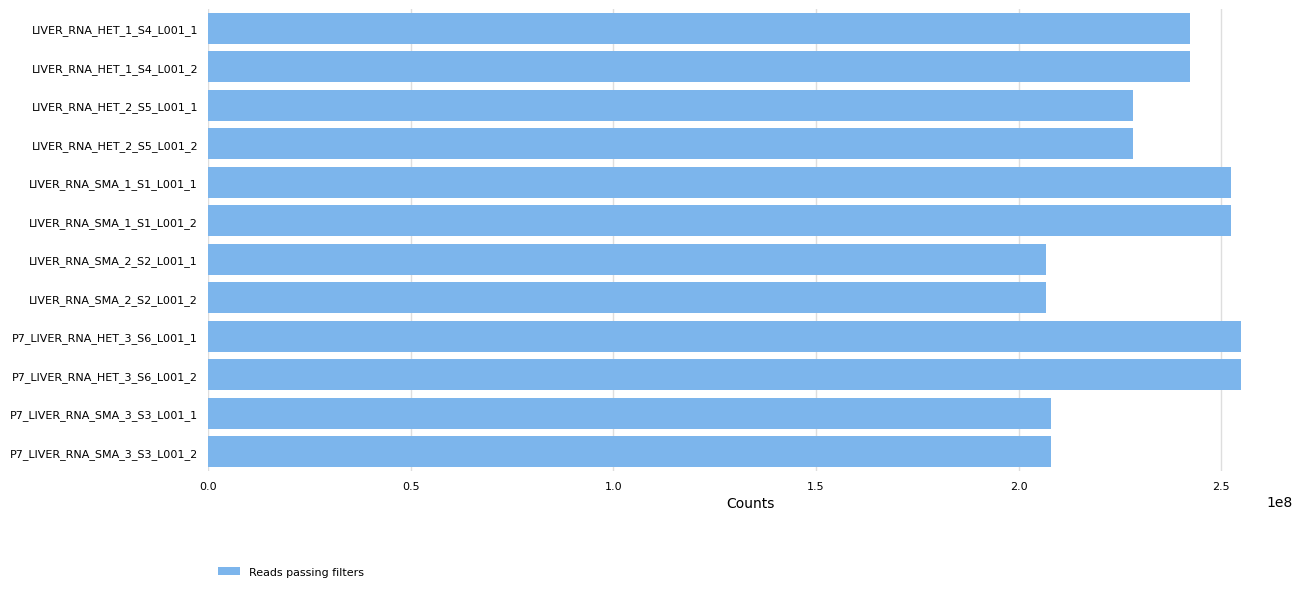 LIVER_RNA_HET_1_S4_L001_1
LIVER_RNA_HET_1_S4_L001_2
LIVER_RNA_HET_2_S5_L001_1
LIVER_RNA_HET_2_S5_L001_2
LIVER_RNA_SMA_1_S1_L001_1
LIVER_RNA_SMA_1_S1_L001_2
LIVER_RNA_SMA_2_S2_L001_1
LIVER_RNA_SMA_2_S2_L001_2
P7_LIVER_RNA_HET_3_S6_L001_1
P7_LIVER_RNA_HET_3_S6_L001_2
P7_LIVER_RNA_SMA_3_S3_L001_1
P7_LIVER_RNA_SMA_3_S3_L001_2
0.0 0.5 1.0 1.5 2.0 2.5
Counts 1e8
Reads passing filters